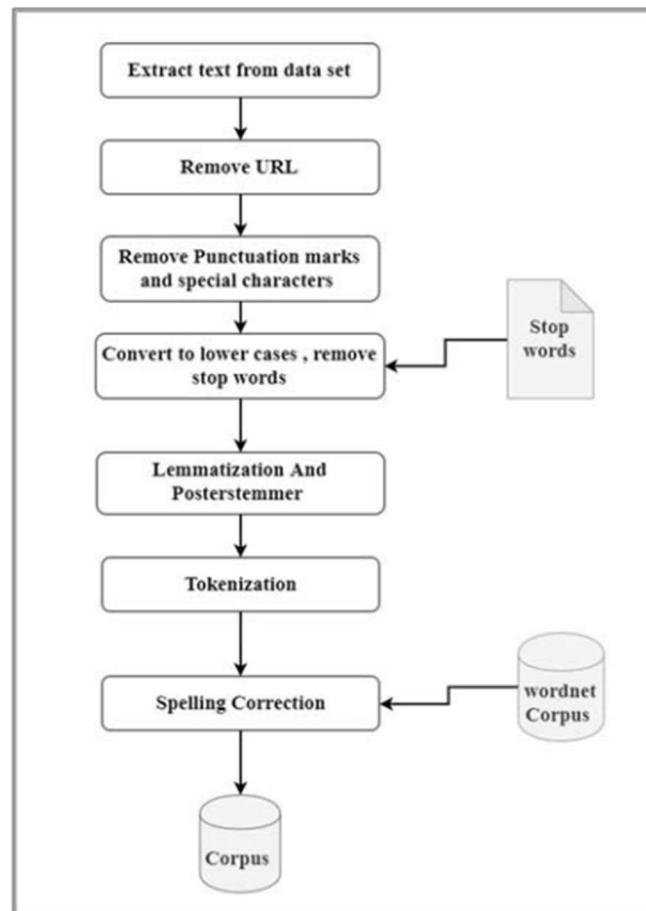 Extract text from data set
Remove URL
Remove Punctuation marks
and special characters
Stop
words
Convert to lower cases , remove
stop words
Lemmatization And
Posterstemmer
Tokenization
wordnet
Corpus
Spelling Correction
Corpus